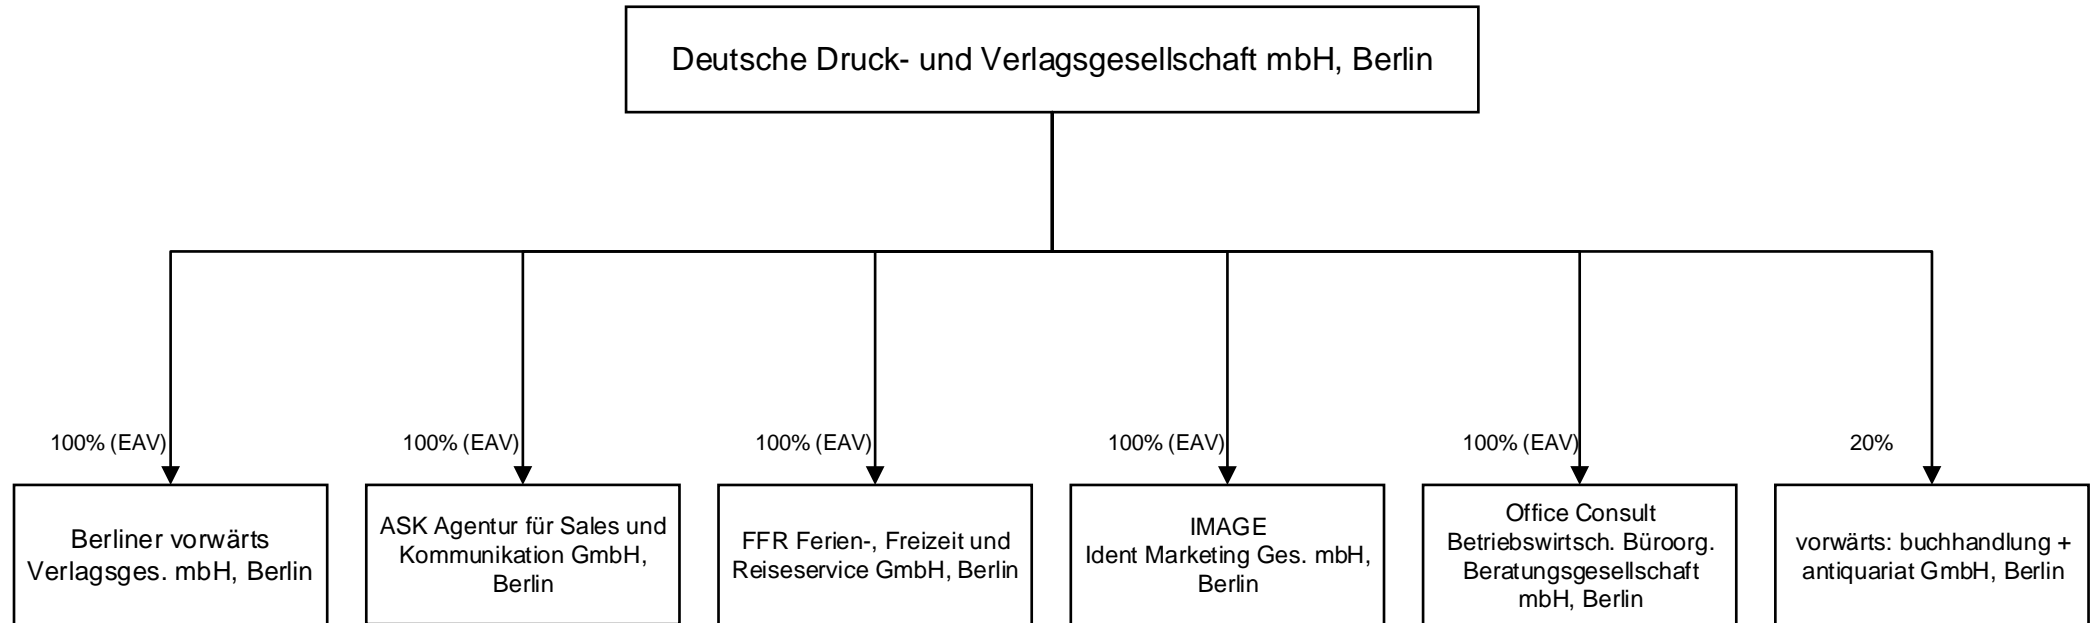 Deutsche Druck- und Verlagsgesellschaft mbH, Berlin
100% (EAV)
100% (EAV)
100% (EAV)
100% (EAV)
100% (EAV)
20%
Berliner vorwärts
Verlagsges. mbH, Berlin
ASK Agentur für Sales und
Kommunikation GmbH,
Berlin
FFR Ferien-, Freizeit und
Reiseservice GmbH, Berlin
IMAGE
Ident Marketing Ges. mbH,
Berlin
Office Consult
Betriebswirtsch. Büroorg.
Beratungsgesellschaft
mbH, Berlin
vorwärts: buchhandlung +
antiquariat GmbH, Berlin